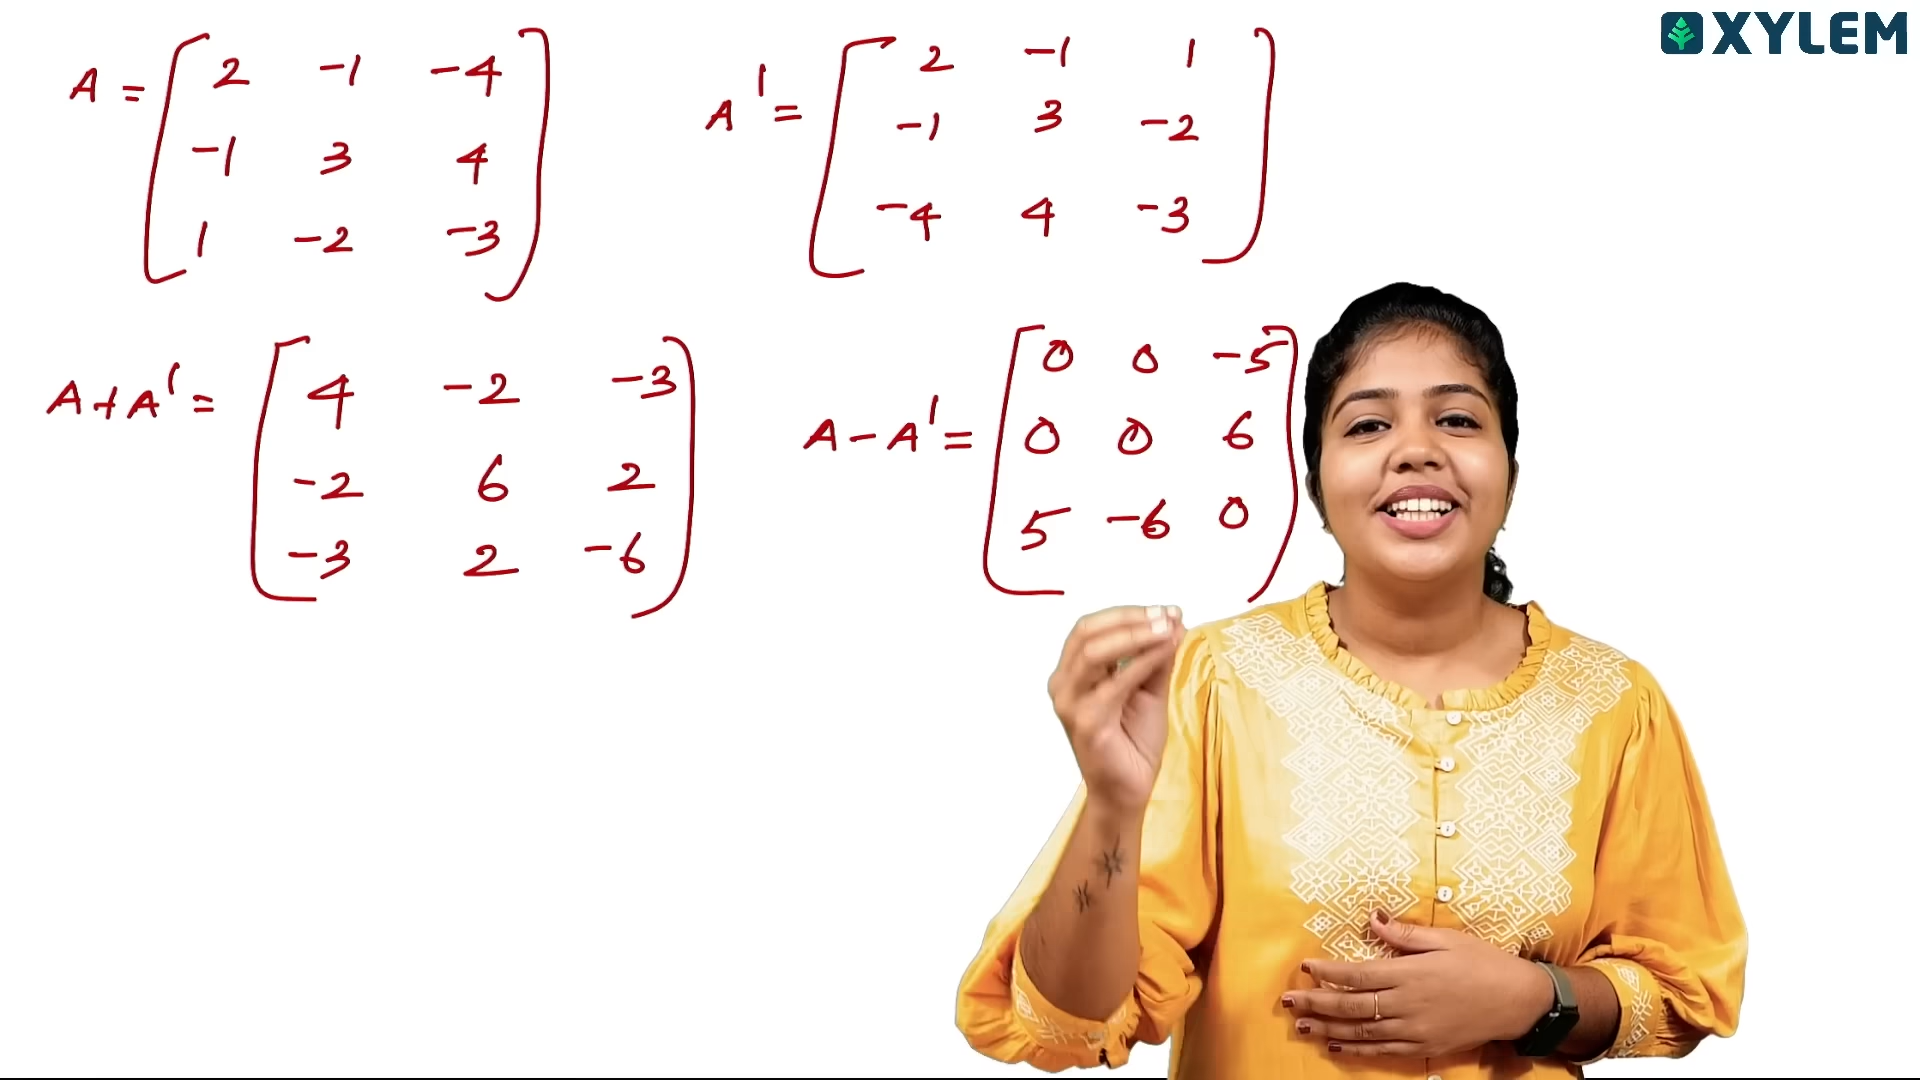 XYLEM
A = [ 2 -1 -4
-1 3 4
1 -2 -3 ]
A' = [ 2 -1 1
-1 3 -2
-4 4 -3 ]
A+A' = [ 4 -2 -3
-2 6 2
-3 2 -6 ]
A-A' = [ 0 0 -5
0 0 6
5 -6 0 ]